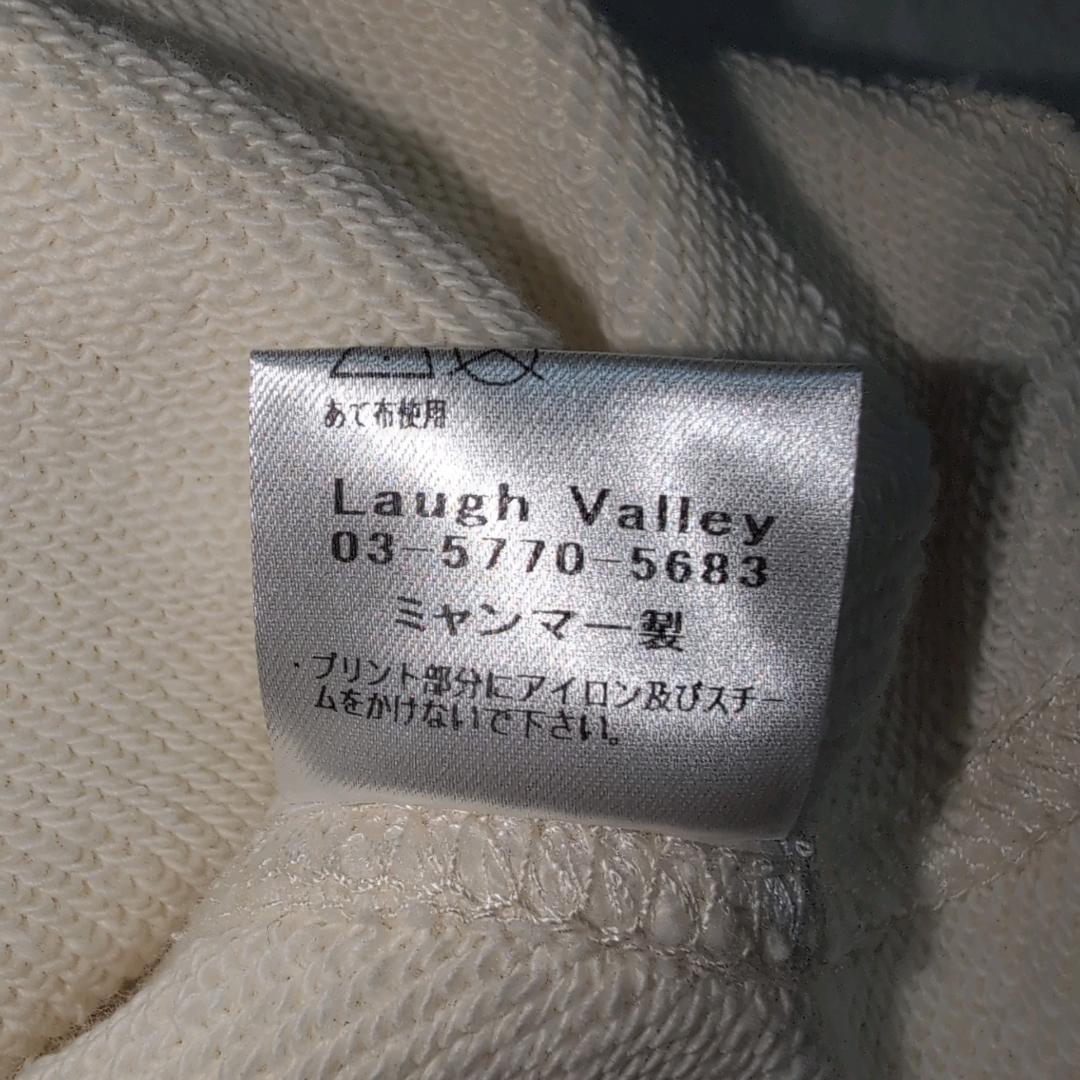 あて布使用
Laugh Valley
03-5770-5683
ミャンマー製
・プリント部分にアイロン及びスチー
ムをかけないで下さい。